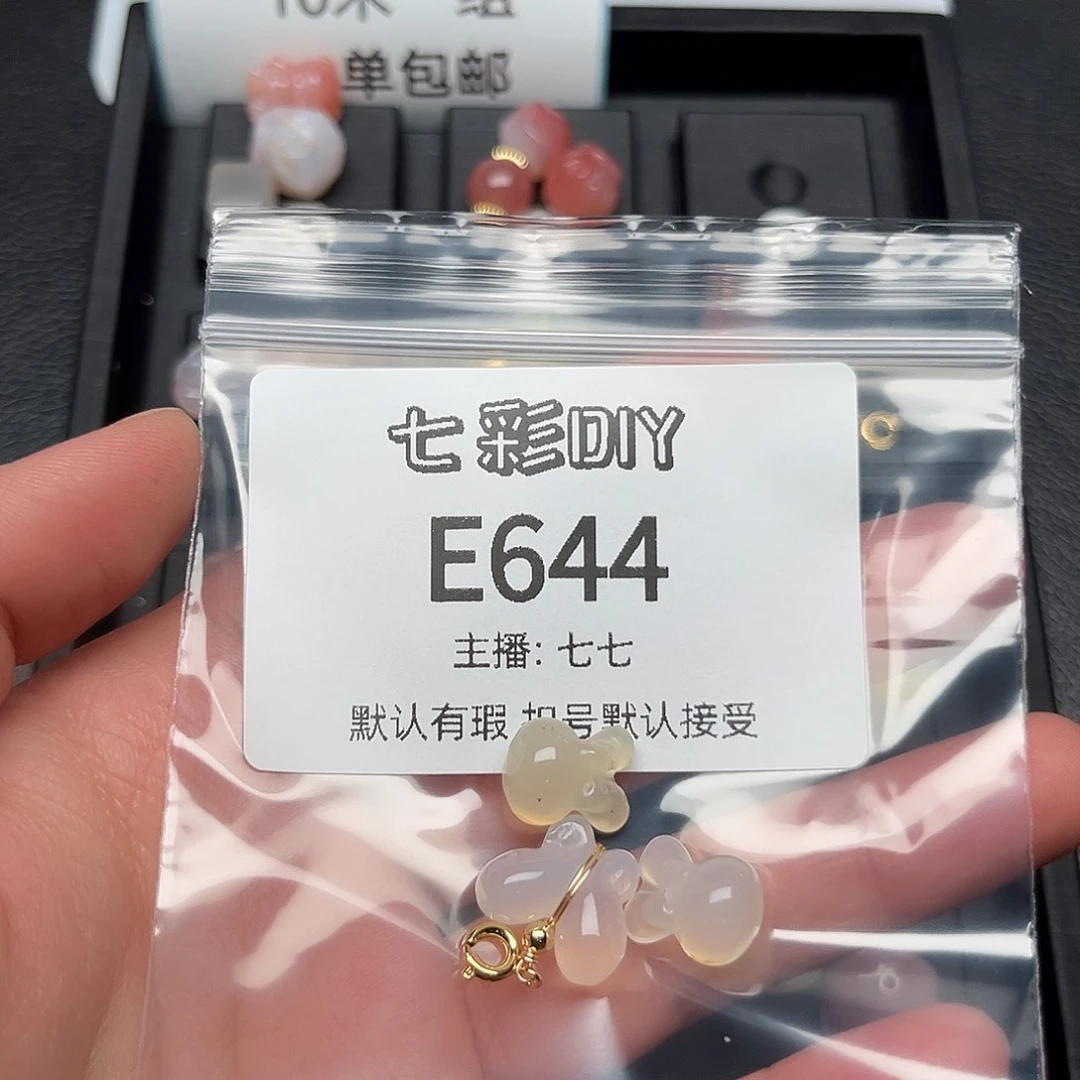 单包邮
七彩DIY
E644
主播: 七七
默认有瑕 扣号默认接受